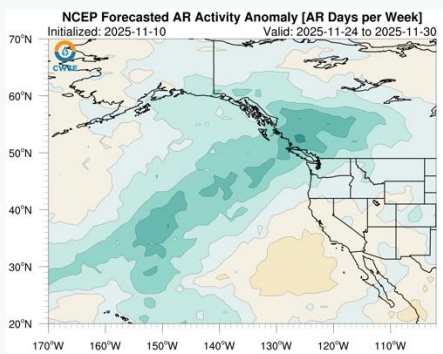 NCEP Forecasted AR Activity Anomaly [AR Days per Week]
Initialized: 2025-11-10 Valid: 2025-11-24 to 2025-11-30
70°N
CW3E
60°N
50°N
40°N
30°N
20°N
170°W 160°W 150°W 140°W 130°W 120°W 110°W